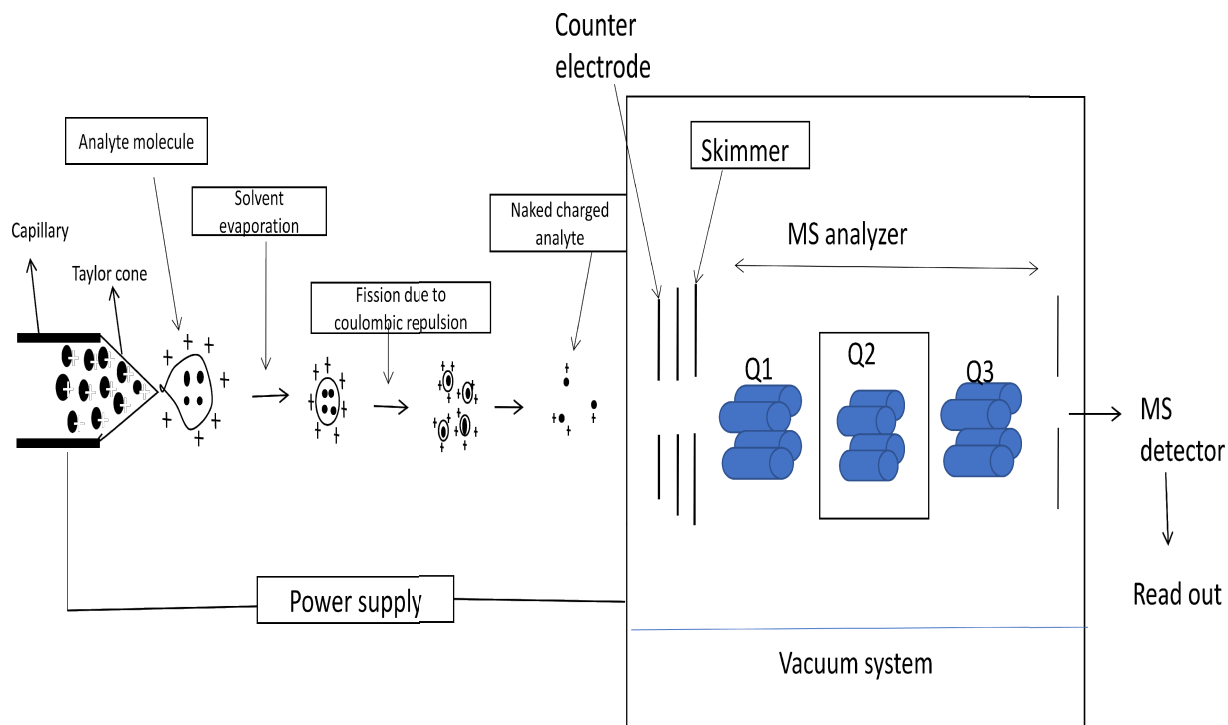 Counter
electrode
Analyte molecule
Skimmer
Solvent
evaporation
Naked charged
analyte
Capillary
MS analyzer
Taylor cone
Fission due to
coulombic repulsion
Q1
Q2
Q3
MS
detector
Power supply
Read out
Vacuum system